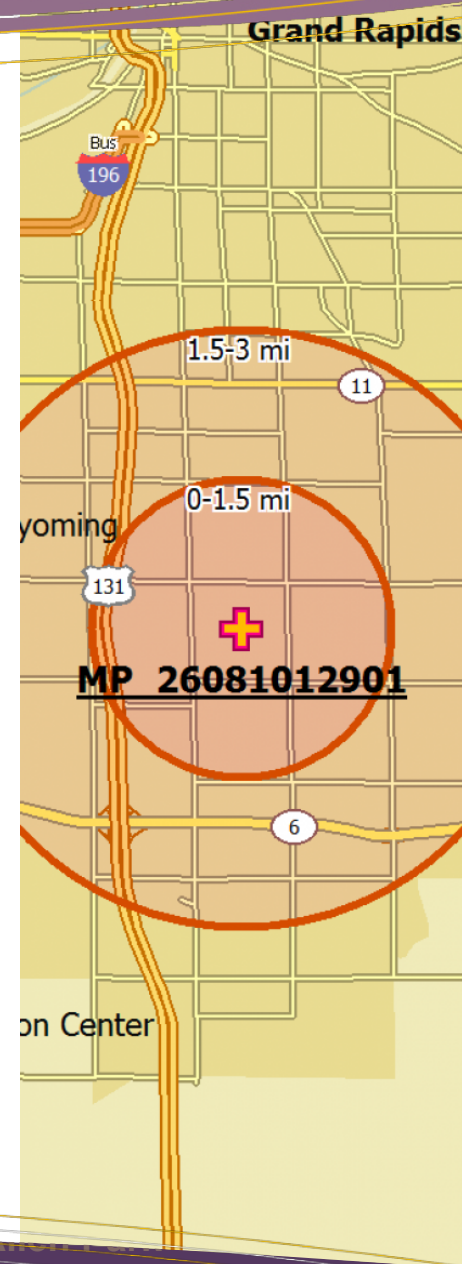 Grand Rapids
Bus
196
1.5-3 mi
11
0-1.5 mi
yoming
131
MP 26081012901
6
on Center